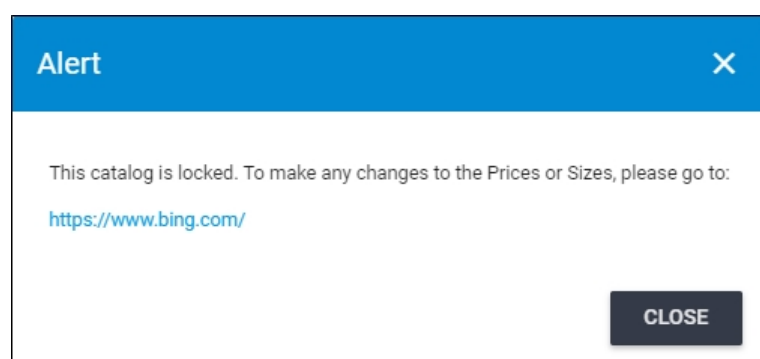 Alert
This catalog is locked. To make any changes to the Prices or Sizes, please go to:
https://www.bing.com/
CLOSE